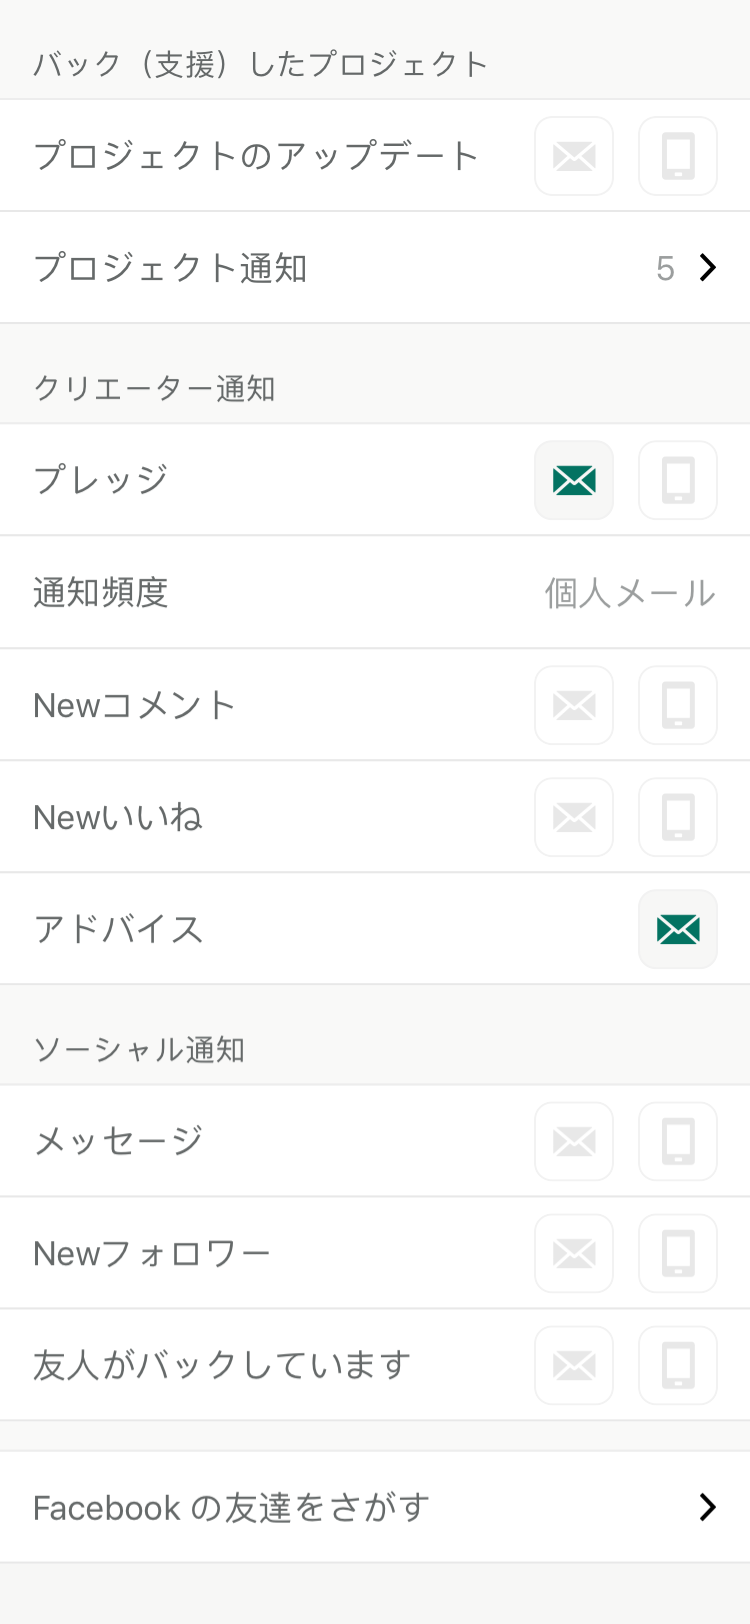 バック（支援）したプロジェクト
プロジェクトのアップデート
プロジェクト通知 5
クリエーター通知
プレッジ
通知頻度 個人メール
Newコメント
Newいいね
アドバイス
ソーシャル通知
メッセージ
Newフォロワー
友人がバックしています
Facebook の友達をさがす